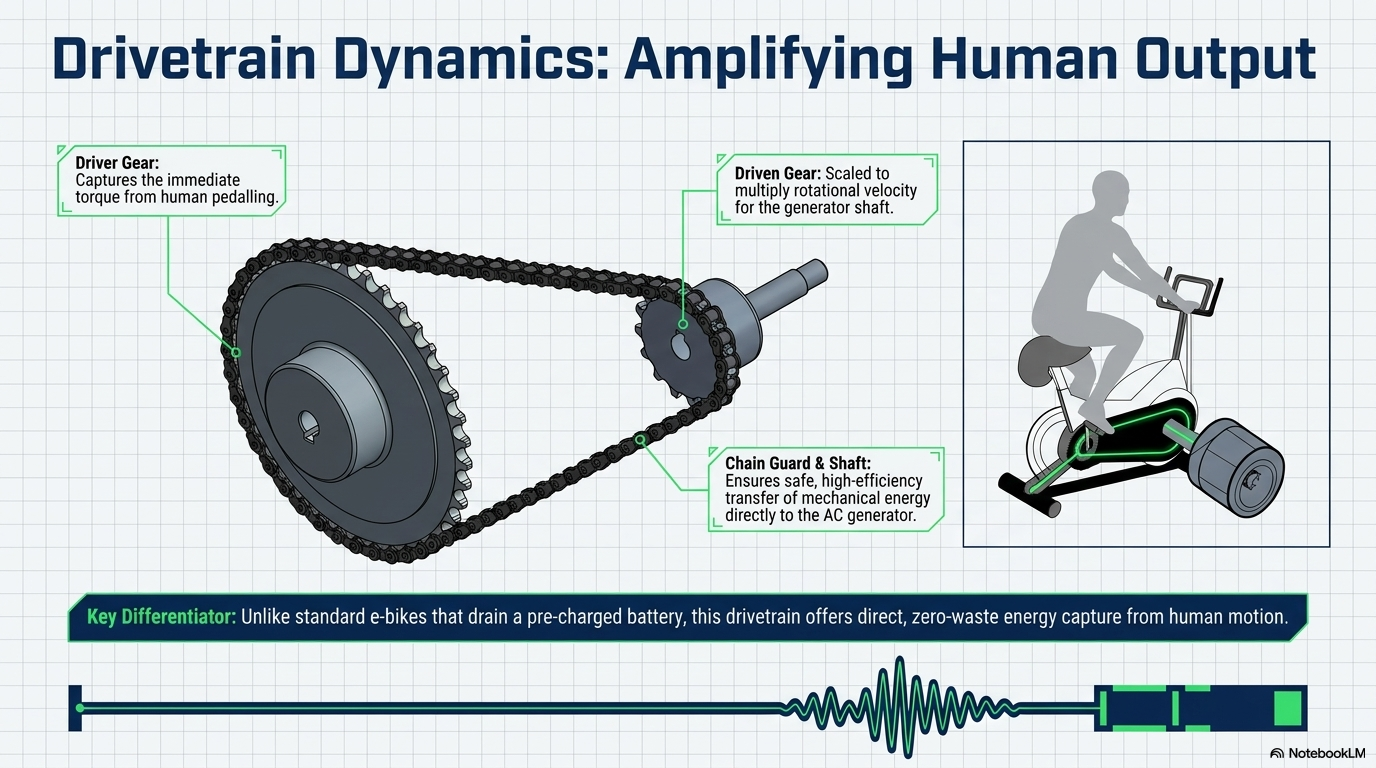 Drivetrain Dynamics: Amplifying Human Output
Driver Gear:
Captures the immediate
torque from human pedalling.
Driven Gear: Scaled to
multiply rotational velocity
for the generator shaft.
Chain Guard & Shaft:
Ensures safe, high-efficiency
transfer of mechanical energy
directly to the AC generator.
Key Differentiator: Unlike standard e-bikes that drain a pre-charged battery, this drivetrain offers direct, zero-waste energy capture from human motion.
NotebookLM